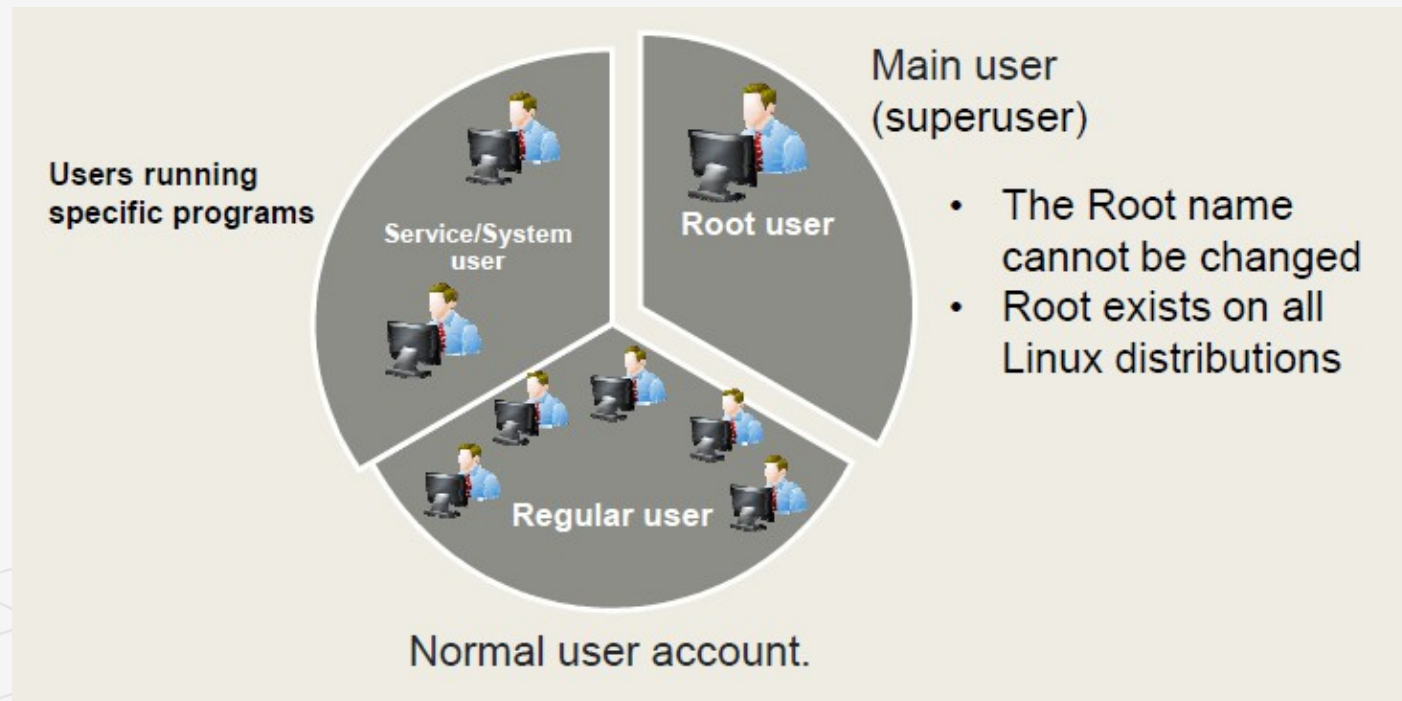 Users running
specific programs
Service/System
user
Root user
Main user
(superuser)
• The Root name
cannot be changed
• Root exists on all
Linux distributions
Regular user
Normal user account.